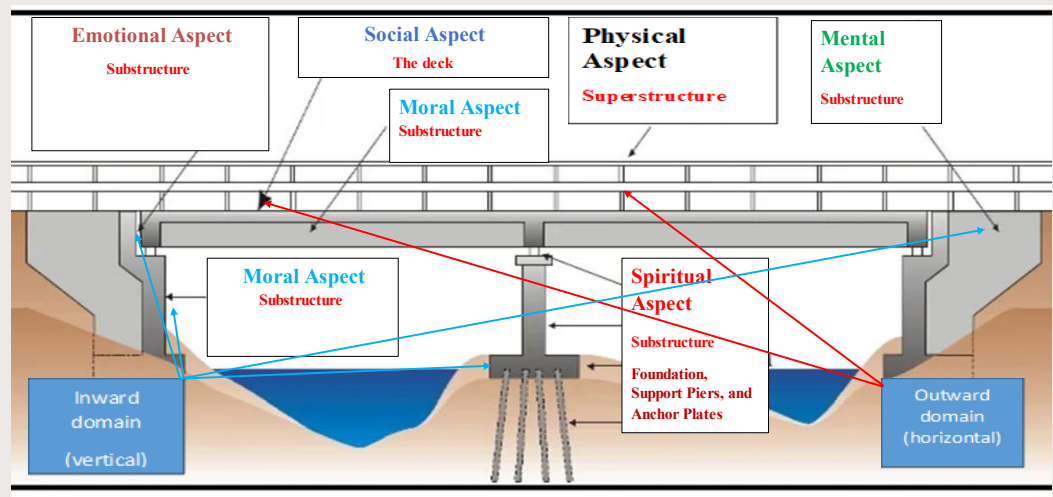 Emotional Aspect
Substructure
Social Aspect
The deck
Physical
Aspect
Superstructure
Mental
Aspect
Substructure
Moral Aspect
Substructure
Moral Aspect
Substructure
Spiritual
Aspect
Substructure
Foundation,
Support Piers, and
Anchor Plates
Inward
domain
(vertical)
Outward
domain
(horizontal)